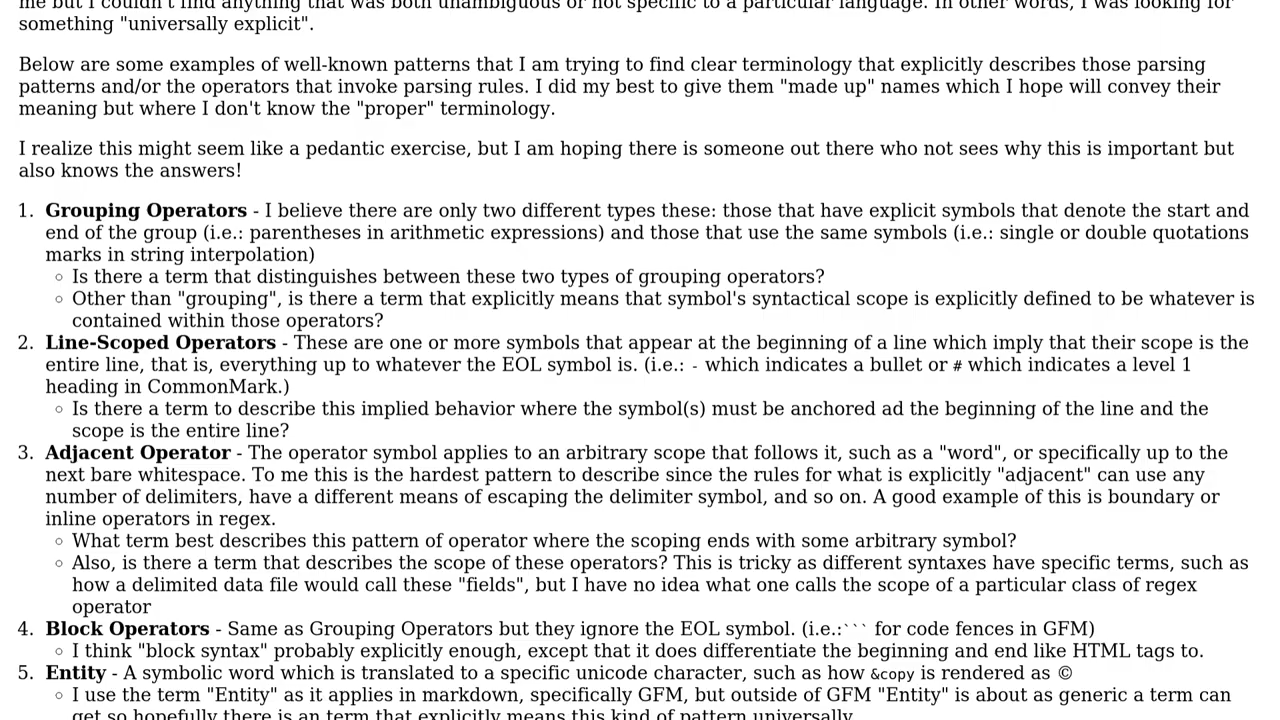 me but I couldn't find anything that was both unambiguous or not specific to a particular language. In other words, I was looking for
something "universally explicit".
Below are some examples of well-known patterns that I am trying to find clear terminology that explicitly describes those parsing
patterns and/or the operators that invoke parsing rules. I did my best to give them "made up" names which I hope will convey their
meaning but where I don't know the "proper" terminology.
I realize this might seem like a pedantic exercise, but I am hoping there is someone out there who not sees why this is important but
also knows the answers!
1. Grouping Operators - I believe there are only two different types these: those that have explicit symbols that denote the start and
end of the group (i.e.: parentheses in arithmetic expressions) and those that use the same symbols (i.e.: single or double quotations
marks in string interpolation)
◦ Is there a term that distinguishes between these two types of grouping operators?
◦ Other than "grouping", is there a term that explicitly means that symbol's syntactical scope is explicitly defined to be whatever is
contained within those operators?
2. Line-Scoped Operators - These are one or more symbols that appear at the beginning of a line which imply that their scope is the
entire line, that is, everything up to whatever the EOL symbol is. (i.e.: - which indicates a bullet or # which indicates a level 1
heading in CommonMark.)
◦ Is there a term to describe this implied behavior where the symbol(s) must be anchored ad the beginning of the line and the
scope is the entire line?
3. Adjacent Operator - The operator symbol applies to an arbitrary scope that follows it, such as a "word", or specifically up to the
next bare whitespace. To me this is the hardest pattern to describe since the rules for what is explicitly "adjacent" can use any
number of delimiters, have a different means of escaping the delimiter symbol, and so on. A good example of this is boundary or
inline operators in regex.
◦ What term best describes this pattern of operator where the scoping ends with some arbitrary symbol?
◦ Also, is there a term that describes the scope of these operators? This is tricky as different syntaxes have specific terms, such as
how a delimited data file would call these "fields", but I have no idea what one calls the scope of a particular class of regex
operator
4. Block Operators - Same as Grouping Operators but they ignore the EOL symbol. (i.e.:``` for code fences in GFM)
◦ I think "block syntax" probably explicitly enough, except that it does differentiate the beginning and end like HTML tags to.
5. Entity - A symbolic word which is translated to a specific unicode character, such as how &copy is rendered as ©
◦ I use the term "Entity" as it applies in markdown, specifically GFM, but outside of GFM "Entity" is about as generic a term can
get so hopefully there is an term that explicitly means this kind of pattern universally.